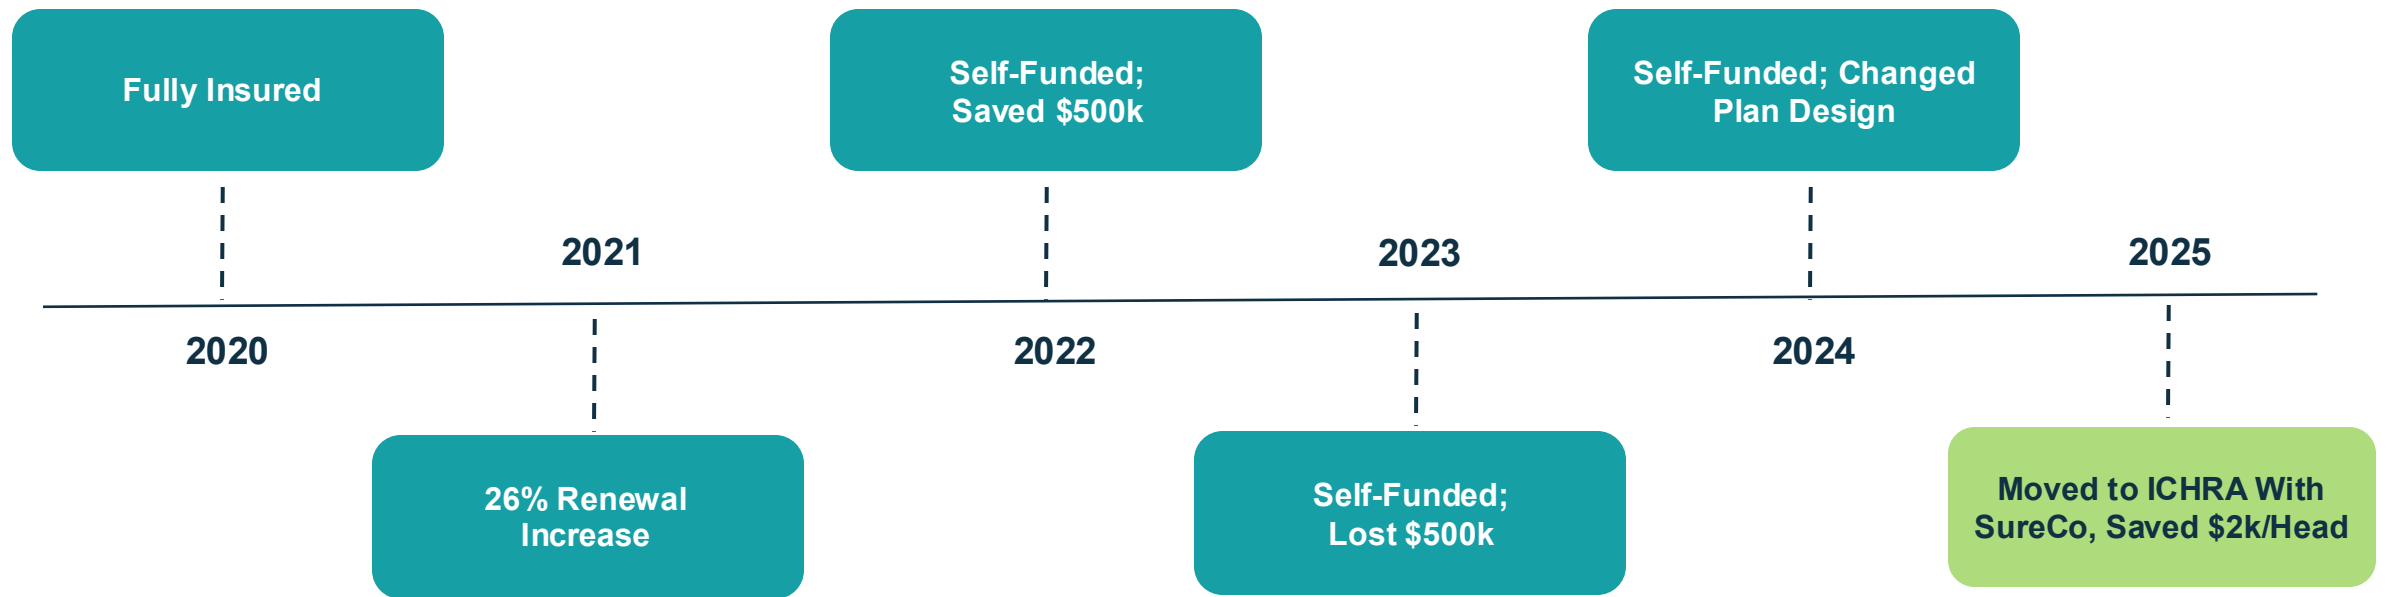 Fully Insured
2020
2021
26% Renewal
Increase
Self-Funded;
Saved $500k
2022
2023
Self-Funded;
Lost $500k
Self-Funded; Changed
Plan Design
2024
2025
Moved to ICHRA With
SureCo, Saved $2k/Head